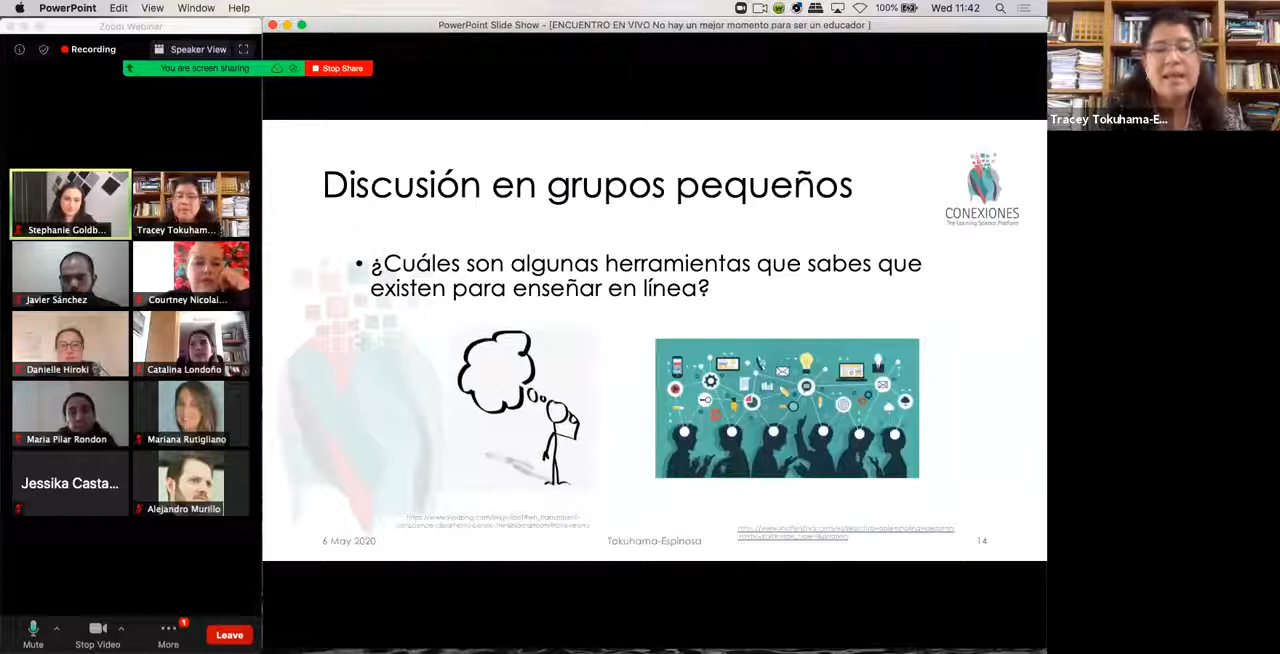 PowerPoint Edit View Window Help
100%
Wed 11:42
Zoom Webinar
PowerPoint Slide Show - [ENCUENTRO EN VIVO No hay un mejor momento para ser un educador ]
Recording
Speaker View
You are screen sharing
Stop Share
Tracey Tokuhama-E...
Discusión en grupos pequeños
CONEXIONES
The Learning Science Platform
• ¿Cuáles son algunas herramientas que sabes que
existen para enseñar en línea?
Stephanie Goldb...
Tracey Tokuham...
Javier Sánchez
Courtney Nicolai...
Danielle Hiroki
Catalina Londoño
Maria Pilar Rondon
Mariana Rutigliano
Jessika Casta...
Alejandro Murillo
6 May 2020
Tokuhama-Espinosa
14
Mute
Stop Video
1
More
Leave